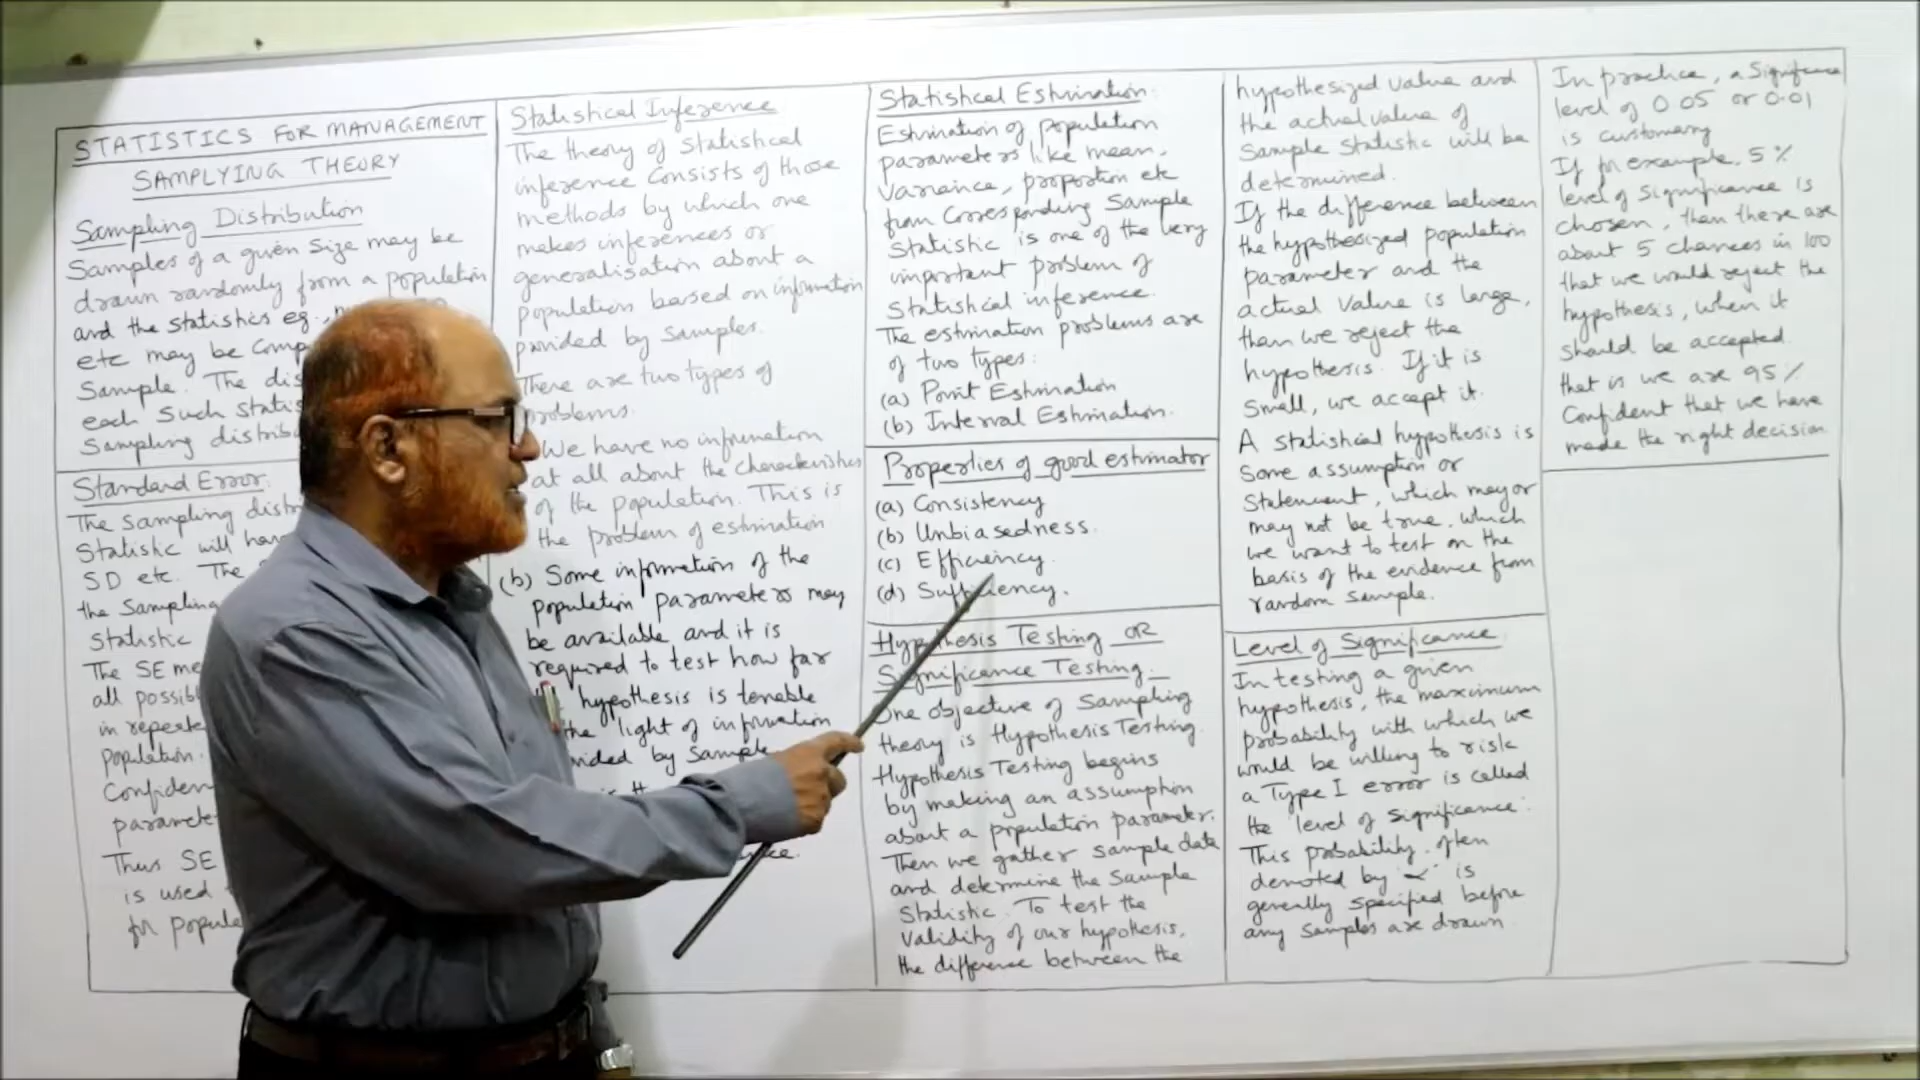 STATISTICS FOR MANAGEMENT
SAMPLYING THEORY
Sampling Distribution
Samples of a given size may be
drawn randomly from a population
and the statistics eg.,
etc may be
Sample. The
each such
Sampling
Standard Error
The sampling
Statistic will
SD etc. The
the Sampling
Statistic
The SE
all
in
population.
Thus SE
is used
for
Statistical Inference
The theory of Statistical
inference consists of those
methods by which one
makes inferences or
generalisation about a
population based on information
provided by samples.
There are two types of
problems.
We have no information
at all about the characteristics
of the population. This is
the problem of estimation
(b) Some information of the
population parameters may
be available and it is
required to test how far
hypothesis is tenable
the light of information
by sample
Statistical Estimation
Estimation of population
parameters like mean,
Variance, proportion etc
from corresponding sample
Statistic is one of the very
important problem of
Statistical inference.
The estimation problems are
of two types:
(a) Point Estimation
(b) Interval Estimation.
Properties of good estimator
(a) Consistency
(b) Unbiasedness.
(c) Efficiency.
(d) Sufficiency.
Hypothesis Testing OR
Significance Testing.
One objective of Sampling
theory is Hypothesis Testing.
Hypothesis Testing begins
by making an assumption
about a population parameter.
Then we gather sample data
and determine the sample
Statistic. To test the
validity of our hypothesis,
the difference between the
hypothesized value and
the actual value of
Sample Statistic will be
determined.
If the difference between
the hypothesized population
parameter and the
actual value is large,
then we reject the
hypothesis. If it is
small, we accept it.
A statistical hypothesis is
some assumption or
Statement, which may or
may not be true, which
we want to test on the
basis of the evidence from
random sample.
Level of Significance
In testing a given
hypothesis, the maximum
probability with which we
would be willing to risk
a Type I error is called
the level of significance.
This probability often
denoted by ∝ is
generally specified before
any samples are drawn.
In practice, a
level of 0.05 or 0.01
is customary
If for example, 5%
level of significance is
chosen, then there are
about 5 chances in 100
that we would reject the
hypothesis, when it
should be accepted.
that is we are 95%
Confident that we have
made the right decision